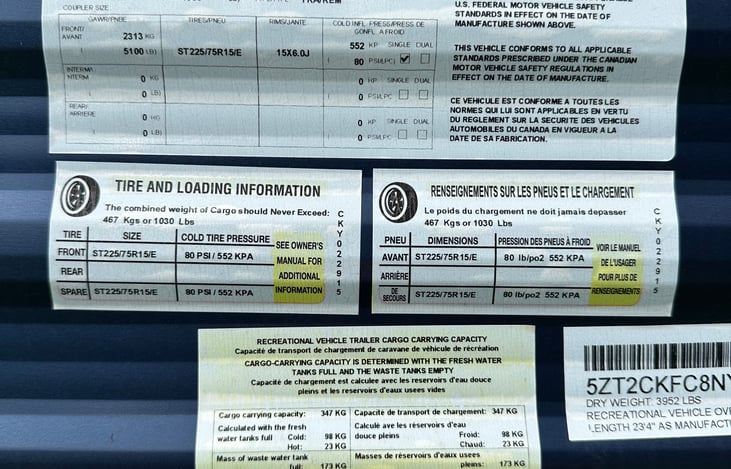 COUPLER SIZE
GAWR/PNBE TIRES/PNEU RIMS/JANTE COLD INFL. PRESS/PRESS DE GONFL. A FROID
FRONT/ AVANT 2313 KG ST225/75R15/E 15X6.0J 552 KP SINGLE DUAL
5100 LB) 80 PSI/LPC)
INTERM/ INTERM 0 KG 0 KP SINGLE DUAL
0 LB) 0 PSI/LPC
REAR/ ARRIERE 0 KG 0 KP SINGLE DUAL
0 LB) 0 PSI/LPC
U.S. FEDERAL MOTOR VEHICLE SAFETY
STANDARDS IN EFFECT ON THE DATE OF
MANUFACTURE SHOWN ABOVE.
THIS VEHICLE CONFORMS TO ALL APPLICABLE
STANDARDS PRESCRIBED UNDER THE CANADIAN
MOTOR VEHICLE SAFETY REGULATIONS IN
EFFECT ON THE DATE OF MANUFACTURE.
CE VEHICULE EST CONFORME A TOUTES LES
NORMES QUI LUI SONT APPLICABLES EN VERTU
DU REGLEMENT SUR LA SECURITE DES VEHICULES
AUTOMOBILES DU CANADA EN VIGUEUR A LA
DATE DE SA FABRICATION.
TIRE AND LOADING INFORMATION
The combined weight of Cargo should Never Exceed:
467 Kgs or 1030 Lbs
TIRE SIZE COLD TIRE PRESSURE
FRONT ST225/75R15/E 80 PSI / 552 KPA
REAR
SPARE ST225/75R15/E 80 PSI / 552 KPA
SEE OWNER'S
MANUAL FOR
ADDITIONAL
INFORMATION
CKY022915
RENSEIGNEMENTS SUR LES PNEUS ET LE CHARGEMENT
Le poids du chargement ne doit jamais depasser
467 Kgs or 1030 Lbs
PNEU DIMENSIONS PRESSION DES PNEUS À FROID
AVANT ST225/75R15/E 80 lb/po2 552 KPA
ARRIÈRE
DE SECOURS ST225/75R15/E 80 lb/po2 552 KPA
VOIR LE MANUEL
DE L'USAGER
POUR PLUS DE
RENSEIGNEMENTS
CKY022915
RECREATIONAL VEHICLE TRAILER CARGO CARRYING CAPACITY
Capacité de transport de chargement de caravane de véhicule de récréation
CARGO-CARRYING CAPACITY IS DETERMINED WITH THE FRESH WATER
TANKS FULL AND THE WASTE TANKS EMPTY
Capacité de chargement est calculee avec les reservoirs d'eau douce
pleins et les reservoirs d'eaux usees vides
Cargo carrying capacity: 347 KG Capacité de transport de chargement: 347 KG
Calculated with the fresh Calculé ave les réservoirs d'eau
water tanks full Cold: 98 KG douce pleins Froid: 98 KG
Hot: 23 KG Chaud: 23 KG
Mass of waste water tank Masses de réservoirs d'eaux usées
full: 173 KG pleins: 173 KG
5ZT2CKFC8N
DRY WEIGHT: 3952 LBS
RECREATIONAL VEHICLE
LENGTH 23'4" AS